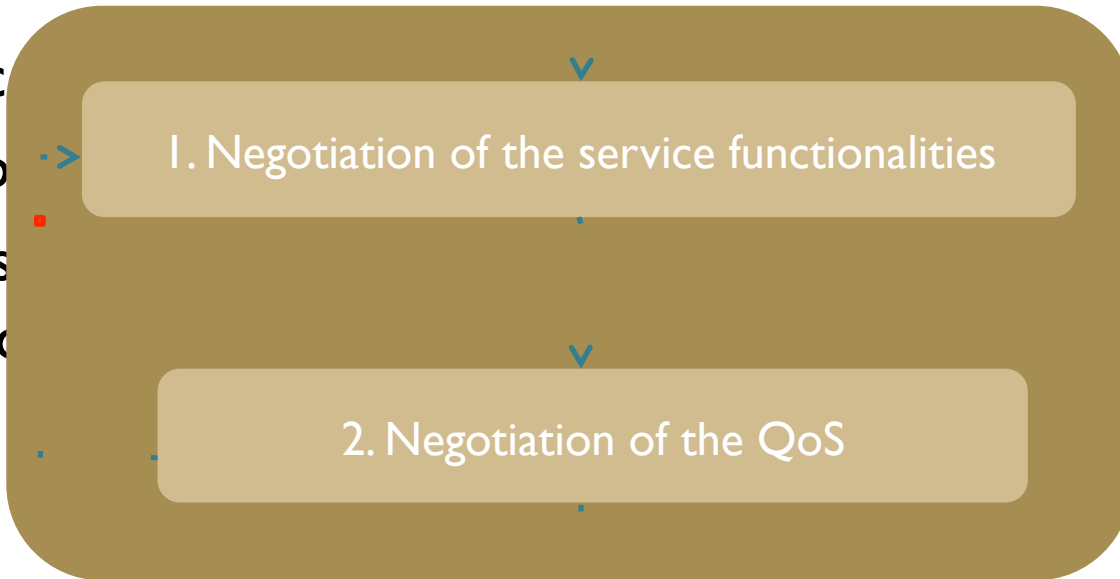 1. Negotiation of the service functionalities
2. Negotiation of the QoS